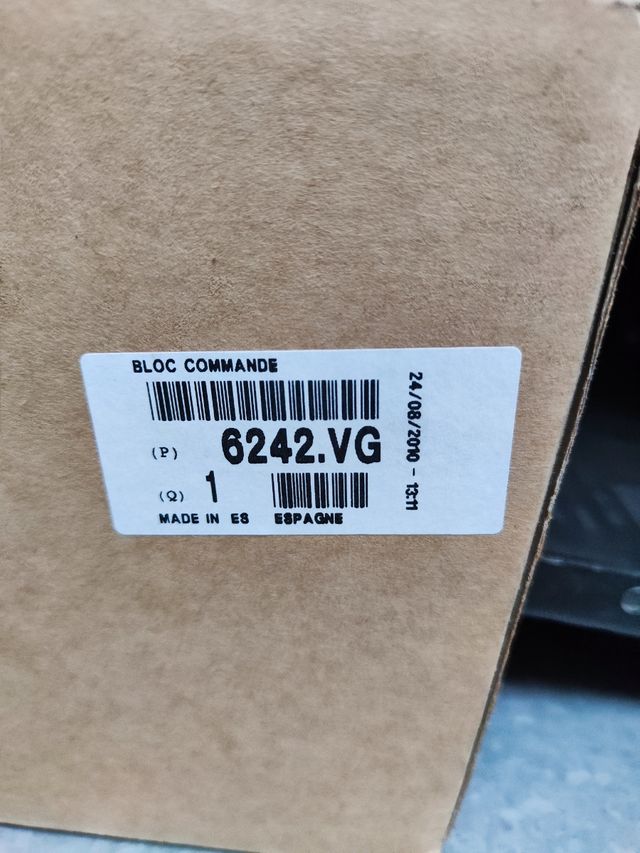 BLOC COMMANDE
(P) 6242.VG
(Q) 1
MADE IN ES ESPAGNE
24/08/2010 - 13:11